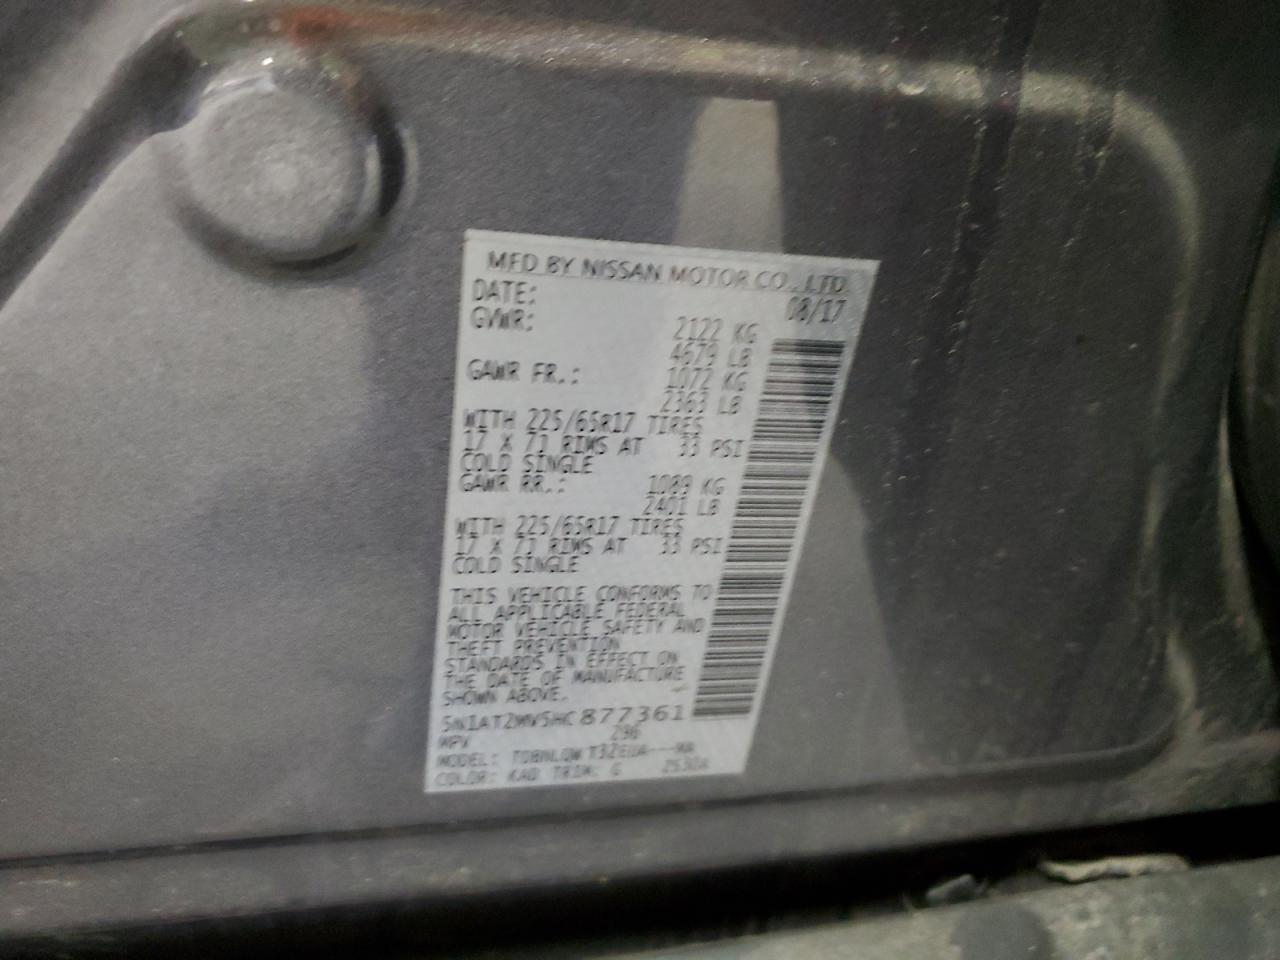 MFD BY NISSAN MOTOR CO., LTD.
DATE: 08/17
GVWR: 2122 KG
4679 LB
GAWR FR.: 1072 KG
2363 LB
WITH 225/65R17 TIRES
17 X 7J RIMS AT 33 PSI
COLD SINGLE
GAWR RR.: 1089 KG
2401 LB
WITH 225/65R17 TIRES
17 X 7J RIMS AT 33 PSI
COLD SINGLE
THIS VEHICLE CONFORMS TO
ALL APPLICABLE FEDERAL
MOTOR VEHICLE SAFETY AND
THEFT PREVENTION
STANDARDS IN EFFECT ON
THE DATE OF MANUFACTURE
SHOWN ABOVE.
5N1AT2MV5HC877361
MPV 296
MODEL:
COLOR: KAD TRIM: G